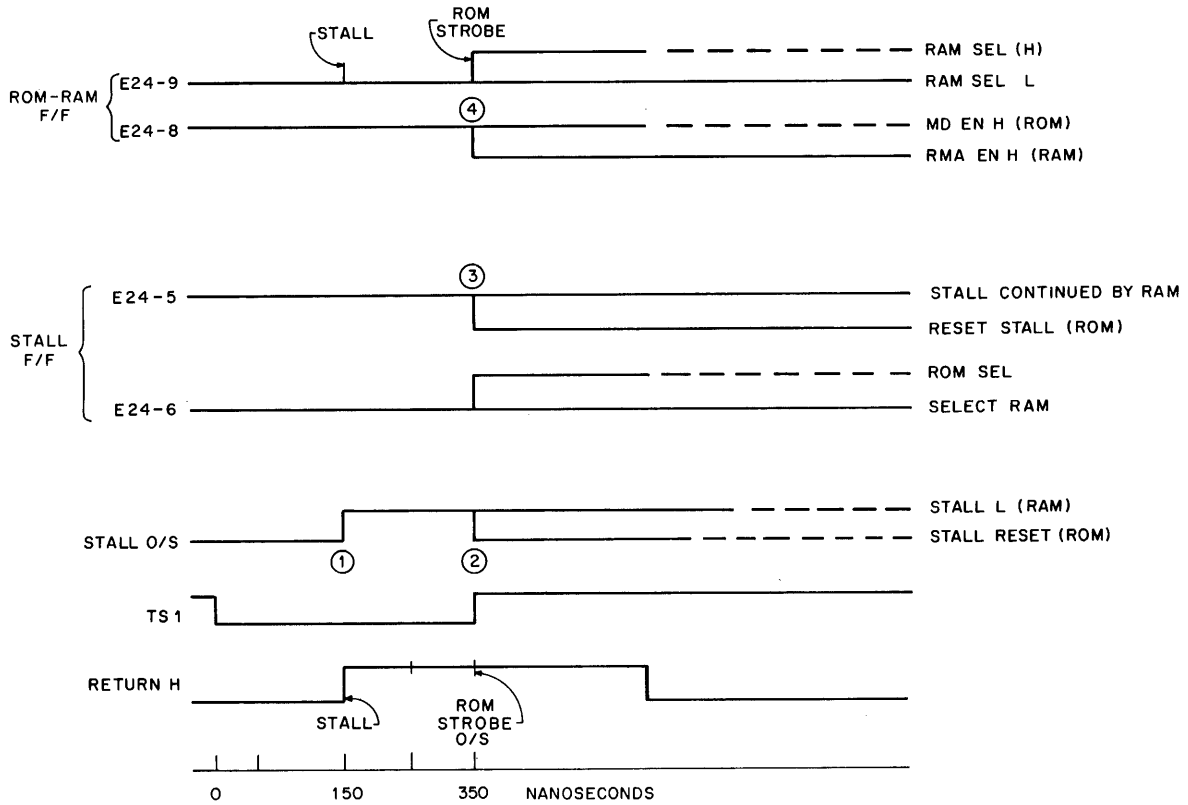 ROM
STROBE
STALL
RAM SEL (H)
ROM-RAM
F/F
E24-9
RAM SEL L
④
E24-8
MD EN H (ROM)
RMA EN H (RAM)
③
E24-5
STALL CONTINUED BY RAM
RESET STALL (ROM)
STALL
F/F
ROM SEL
E24-6
SELECT RAM
STALL L (RAM)
STALL O/S
STALL RESET (ROM)
① ②
TS 1
RETURN H
STALL
ROM
STROBE
O/S
0 150 350 NANOSECONDS